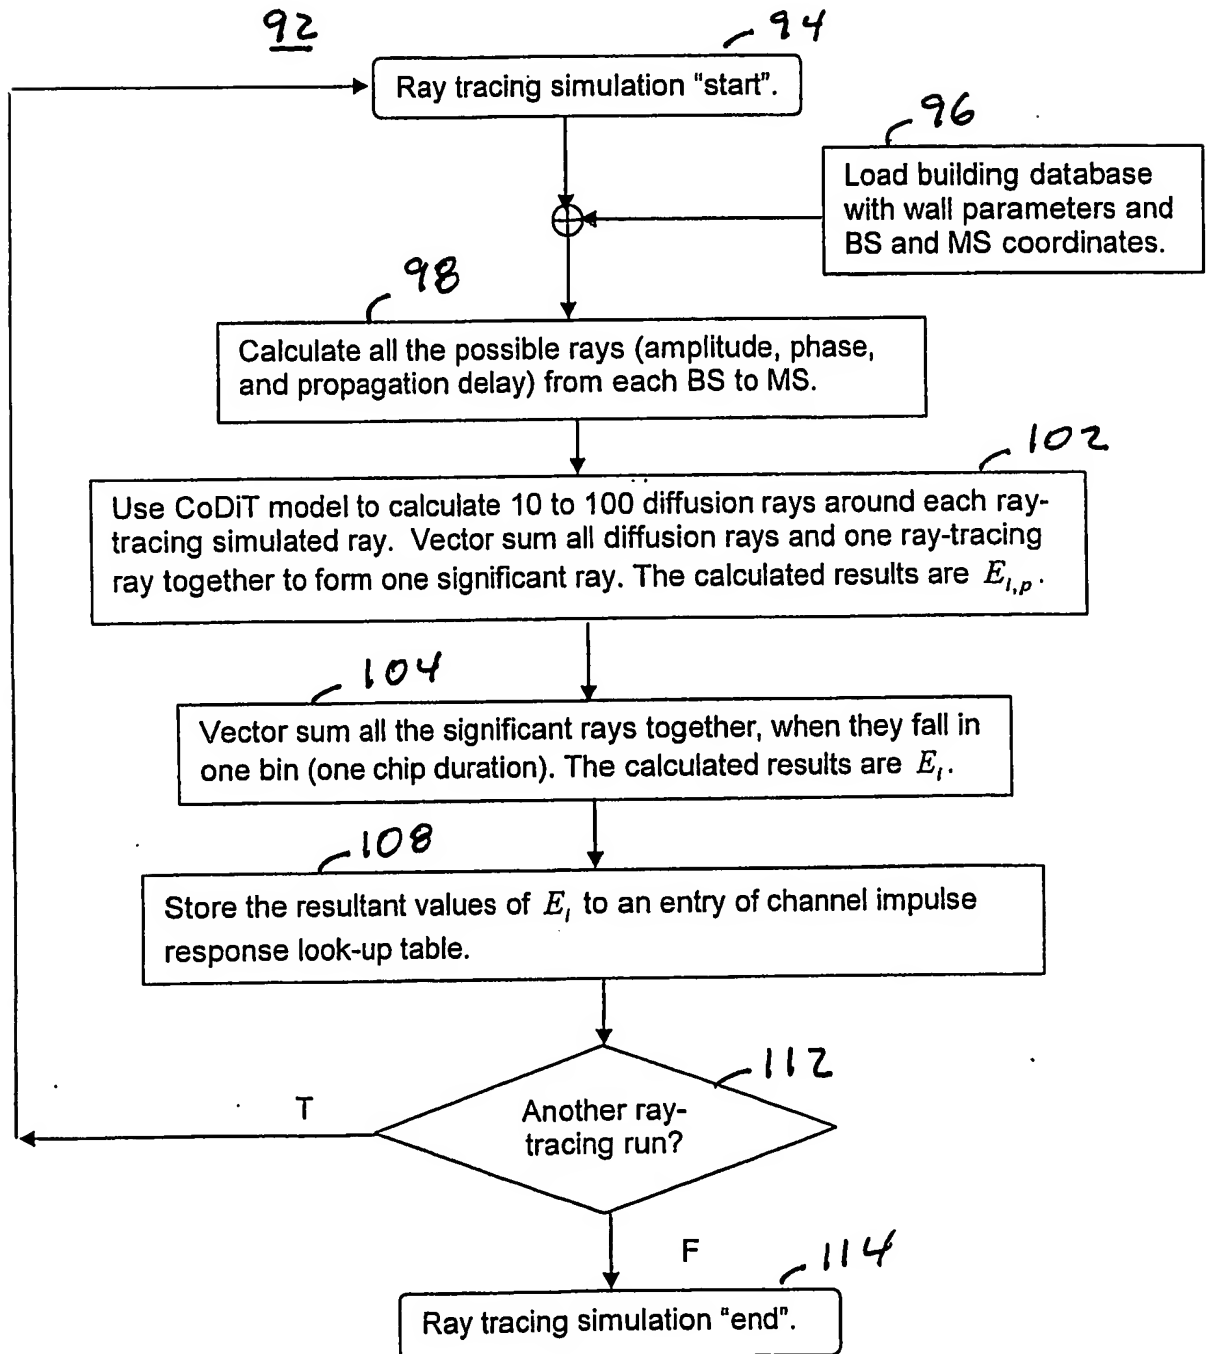 92
94
Ray tracing simulation "start".
96
Load building database
with wall parameters and
BS and MS coordinates.
98
Calculate all the possible rays (amplitude, phase,
and propagation delay) from each BS to MS.
102
Use CoDiT model to calculate 10 to 100 diffusion rays around each ray-
tracing simulated ray. Vector sum all diffusion rays and one ray-tracing
ray together to form one significant ray. The calculated results are E_{l,p}.
104
Vector sum all the significant rays together, when they fall in
one bin (one chip duration). The calculated results are E_l.
108
Store the resultant values of E_l to an entry of channel impulse
response look-up table.
112
T
Another ray-
tracing run?
F
114
Ray tracing simulation "end".